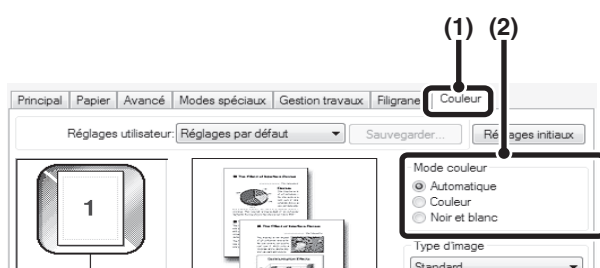 (1) (2)
Principal Papier Avancé Modes spéciaux Gestion travaux Filigrane Couleur
Réglages utilisateur: Réglages par défaut Sauvegarder... Réglages initiaux
Mode couleur
Automatique
Couleur
Noir et blanc
1
Type d'image
Standard